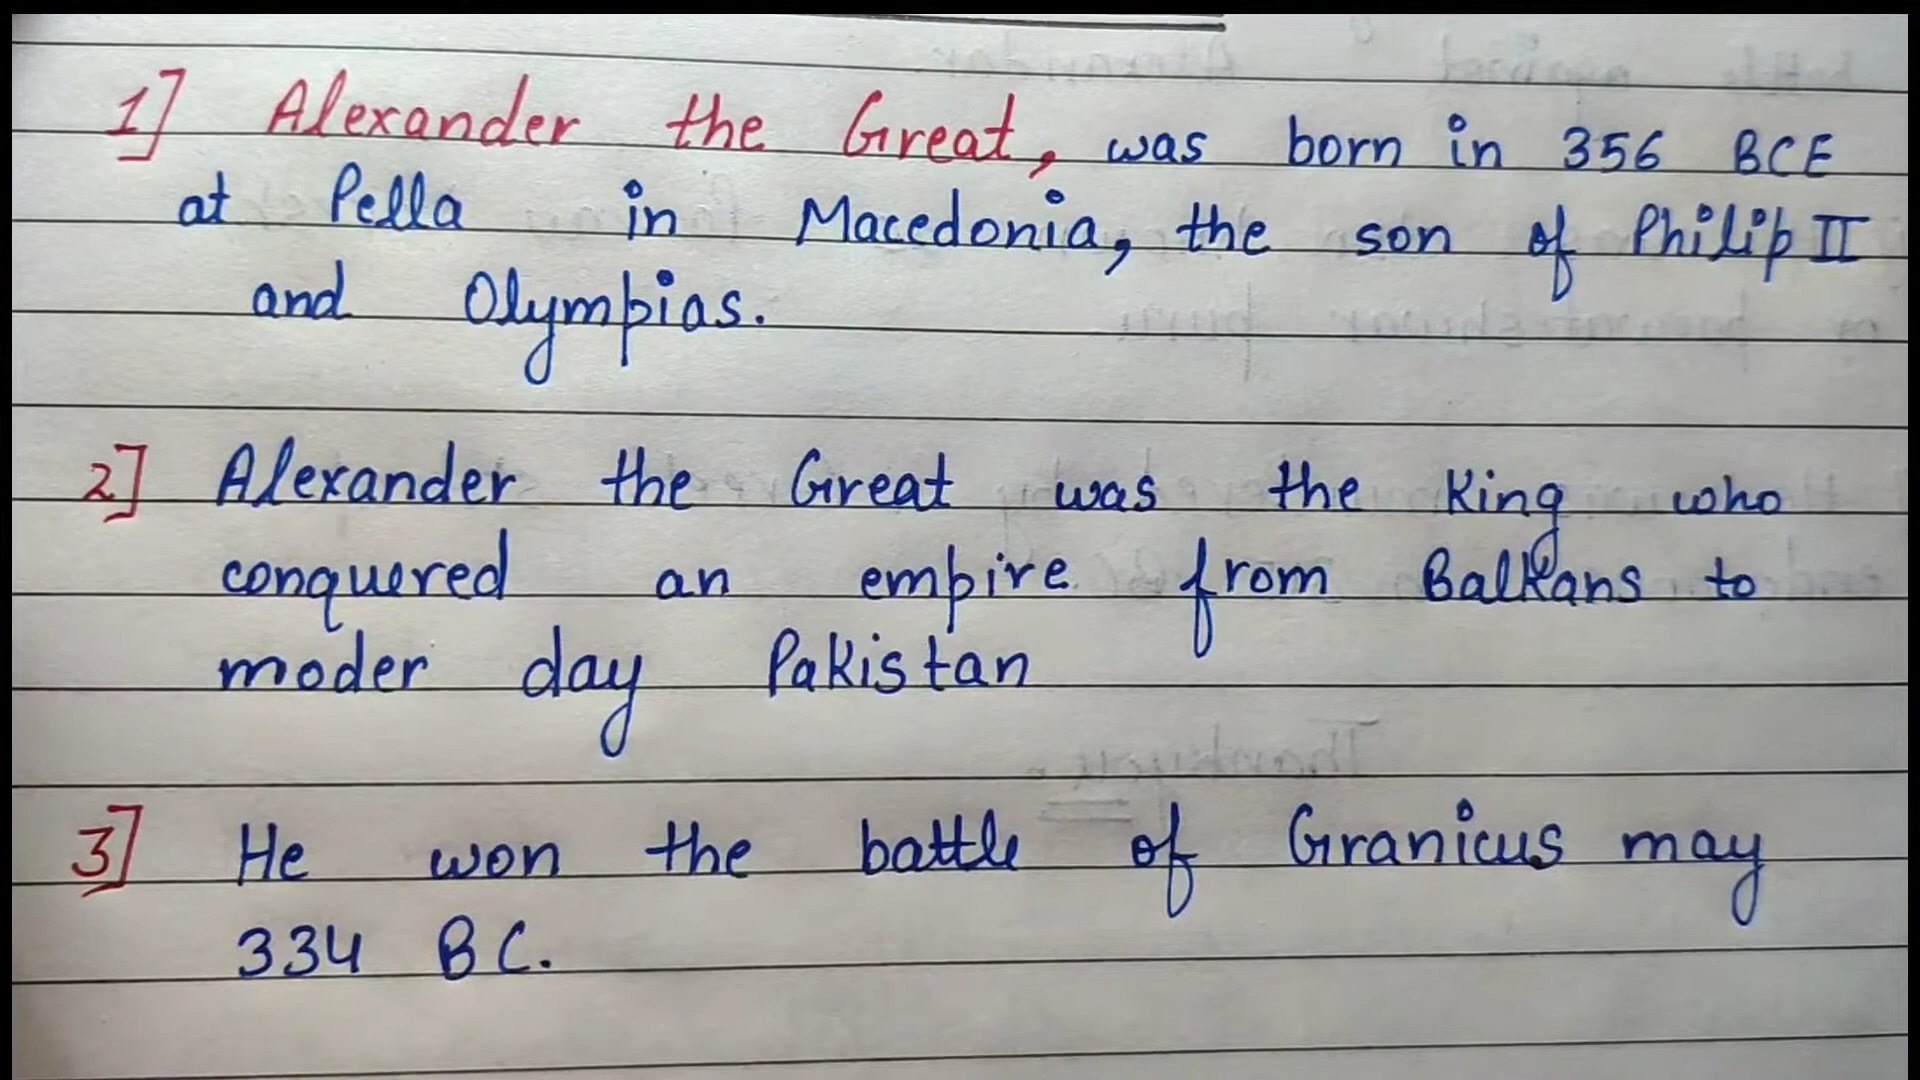 1] Alexander the Great, was born in 356 BCE
at Pella in Macedonia, the son of Philip II
and Olympias.
2] Alexander the Great was the King who
conquered an empire from Balkans to
moder day Pakistan
3] He won the battle of Granicus may
334 BC.